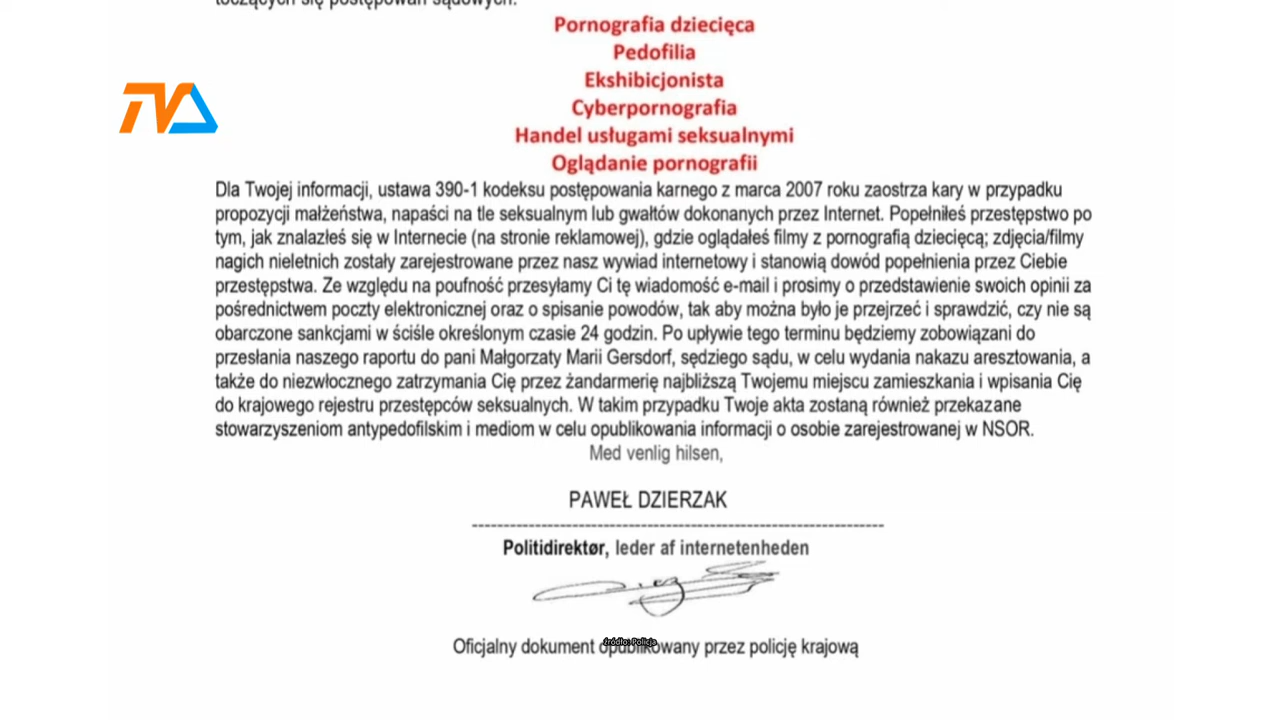 toczących się postępowań sądowych.
Pornografia dziecięca
Pedofilia
Ekshibicjonista
Cyberpornografia
TVA
Handel usługami seksualnymi
Oglądanie pornografii
Dla Twojej informacji, ustawa 390-1 kodeksu postępowania karnego z marca 2007 roku zaostrza kary w przypadku
propozycji małżeństwa, napaści na tle seksualnym lub gwałtów dokonanych przez Internet. Popełniłeś przestępstwo po
tym, jak znalazłeś się w Internecie (na stronie reklamowej), gdzie oglądałeś filmy z pornografią dziecięcą; zdjęcia/filmy
nagich nieletnich zostały zarejestrowane przez nasz wywiad internetowy i stanowią dowód popełnienia przez Ciebie
przestępstwa. Ze względu na poufność przesyłamy Ci tę wiadomość e-mail i prosimy o przedstawienie swoich opinii za
pośrednictwem poczty elektronicznej oraz o spisanie powodów, tak aby można było je przejrzeć i sprawdzić, czy nie są
obarczone sankcjami w ściśle określonym czasie 24 godzin. Po upływie tego terminu będziemy zobowiązani do
przesłania naszego raportu do pani Małgorzaty Marii Gersdorf, sędziego sądu, w celu wydania nakazu aresztowania, a
także do niezwłocznego zatrzymania Cię przez żandarmerię najbliższą Twojemu miejscu zamieszkania i wpisania Cię
do krajowego rejestru przestępców seksualnych. W takim przypadku Twoje akta zostaną również przekazane
stowarzyszeniom antypedofilskim i mediom w celu opublikowania informacji o osobie zarejestrowanej w NSOR.
Med venlig hilsen,
PAWEŁ DZIERZAK
Politidirektør, leder af internetenheden
źródło: Policja
Oficjalny dokument opublikowany przez policję krajową